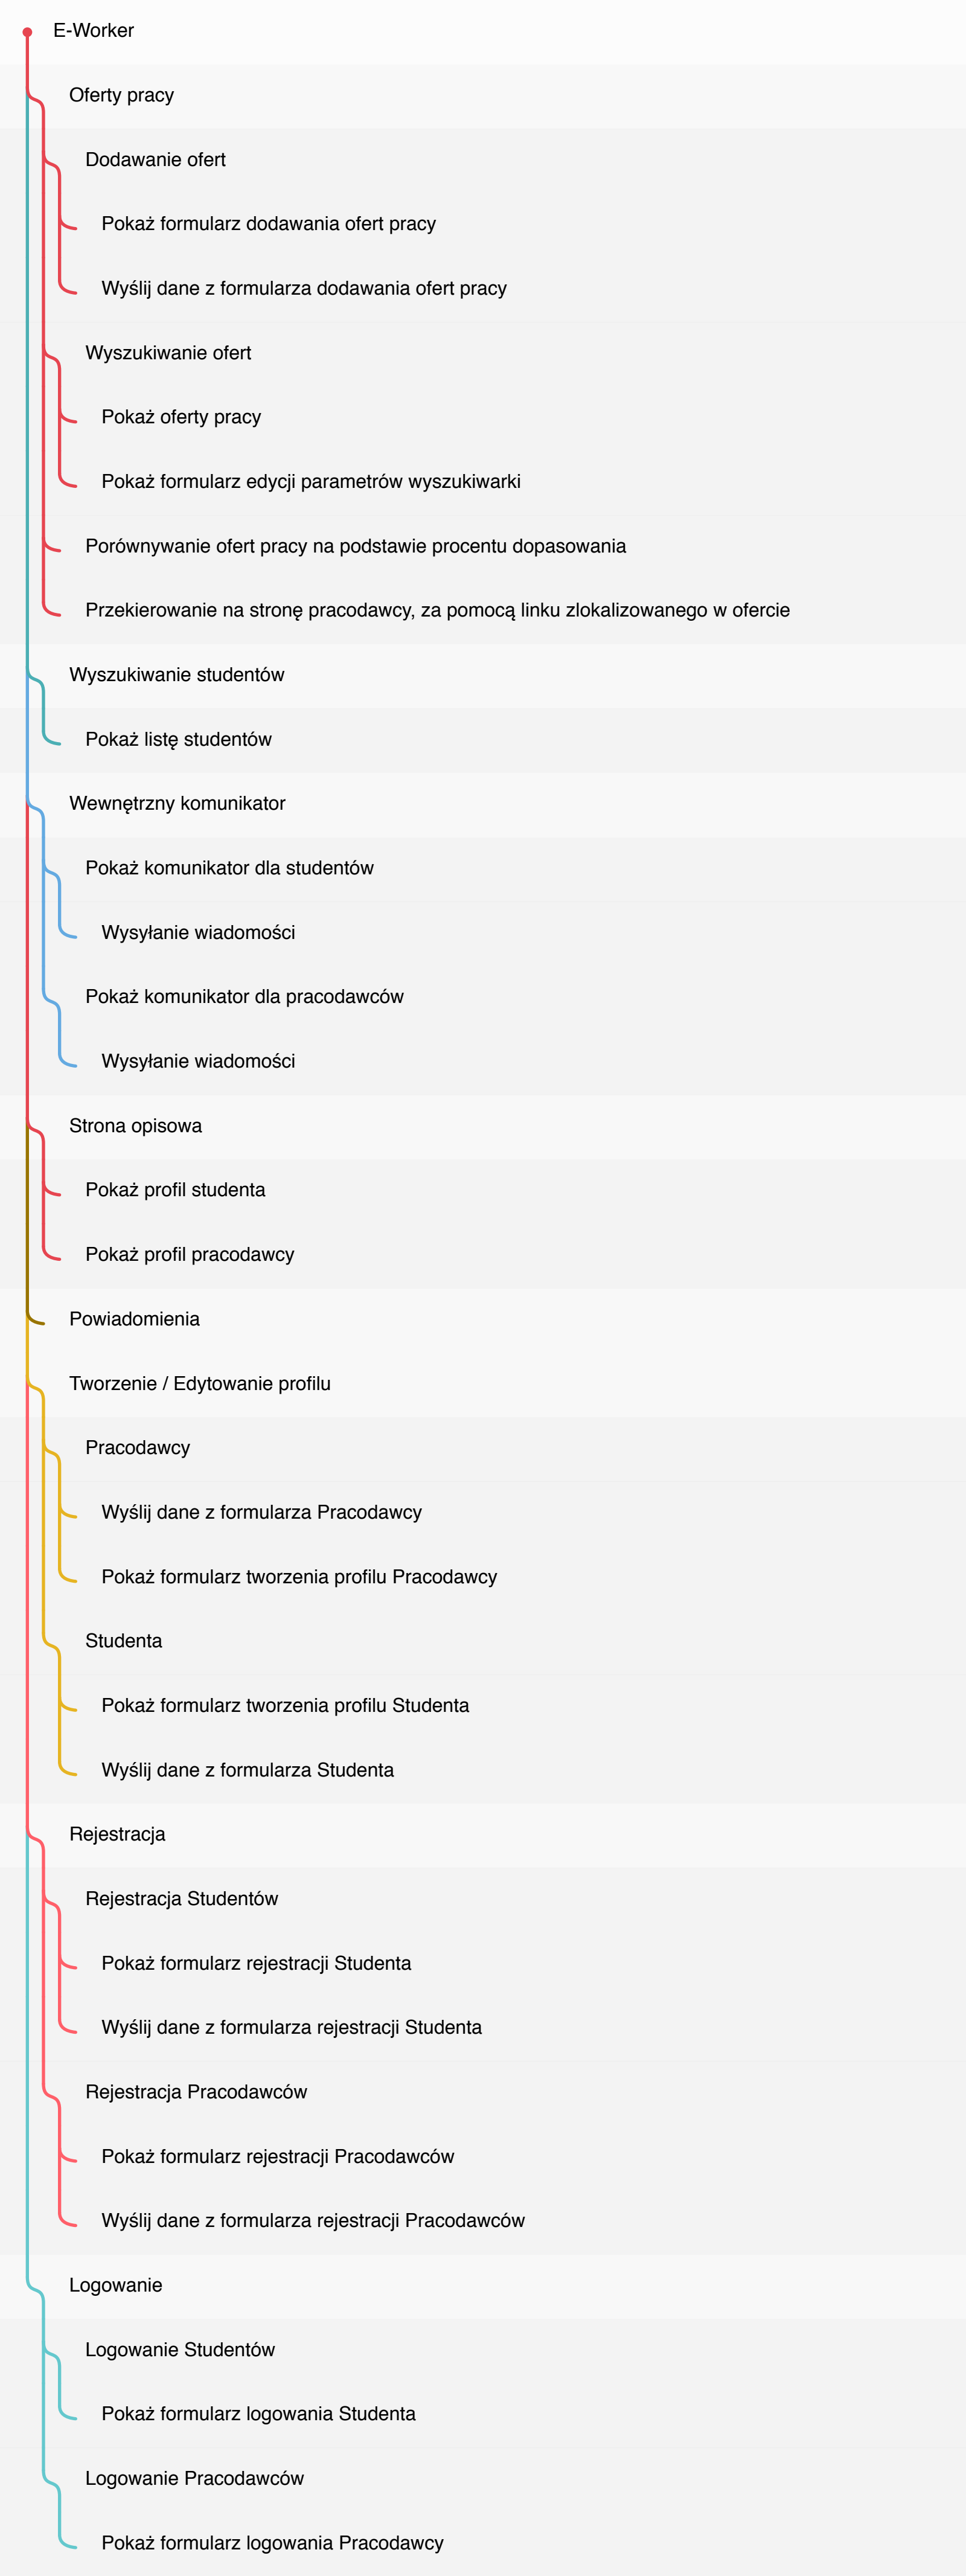 E-Worker
Oferty pracy
Dodawanie ofert
Pokaż formularz dodawania ofert pracy
Wyślij dane z formularza dodawania ofert pracy
Wyszukiwanie ofert
Pokaż oferty pracy
Pokaż formularz edycji parametrów wyszukiwarki
Porównywanie ofert pracy na podstawie procentu dopasowania
Przekierowanie na stronę pracodawcy, za pomocą linku zlokalizowanego w ofercie
Wyszukiwanie studentów
Pokaż listę studentów
Wewnętrzny komunikator
Pokaż komunikator dla studentów
Wysyłanie wiadomości
Pokaż komunikator dla pracodawców
Wysyłanie wiadomości
Strona opisowa
Pokaż profil studenta
Pokaż profil pracodawcy
Powiadomienia
Tworzenie / Edytowanie profilu
Pracodawcy
Wyślij dane z formularza Pracodawcy
Pokaż formularz tworzenia profilu Pracodawcy
Studenta
Pokaż formularz tworzenia profilu Studenta
Wyślij dane z formularza Studenta
Rejestracja
Rejestracja Studentów
Pokaż formularz rejestracji Studenta
Wyślij dane z formularza rejestracji Studenta
Rejestracja Pracodawców
Pokaż formularz rejestracji Pracodawców
Wyślij dane z formularza rejestracji Pracodawców
Logowanie
Logowanie Studentów
Pokaż formularz logowania Studenta
Logowanie Pracodawców
Pokaż formularz logowania Pracodawcy